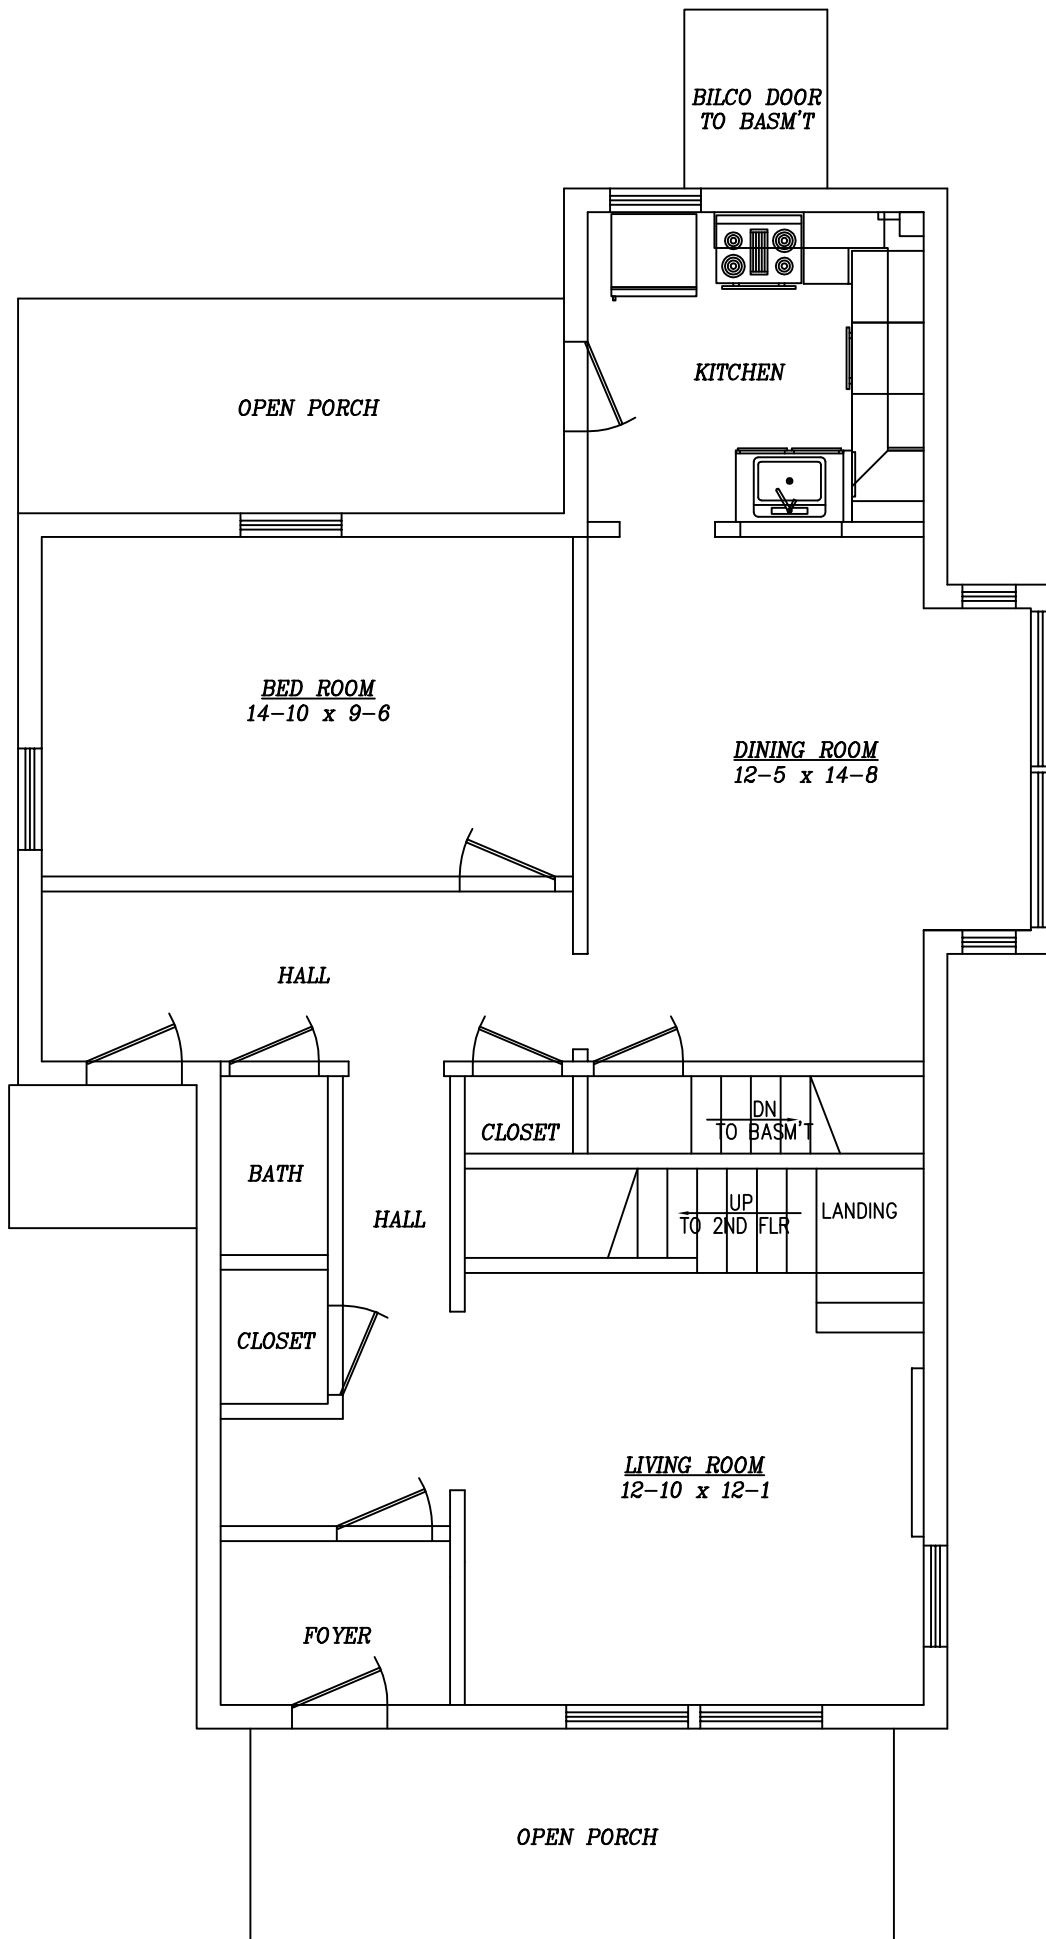 BILCO DOOR
TO BASM'T
KITCHEN
OPEN PORCH
BED ROOM
14-10 x 9-6
DINING ROOM
12-5 x 14-8
HALL
DN
TO BASM'T
CLOSET
BATH
UP
TO 2ND FLR
LANDING
HALL
CLOSET
LIVING ROOM
12-10 x 12-1
FOYER
OPEN PORCH